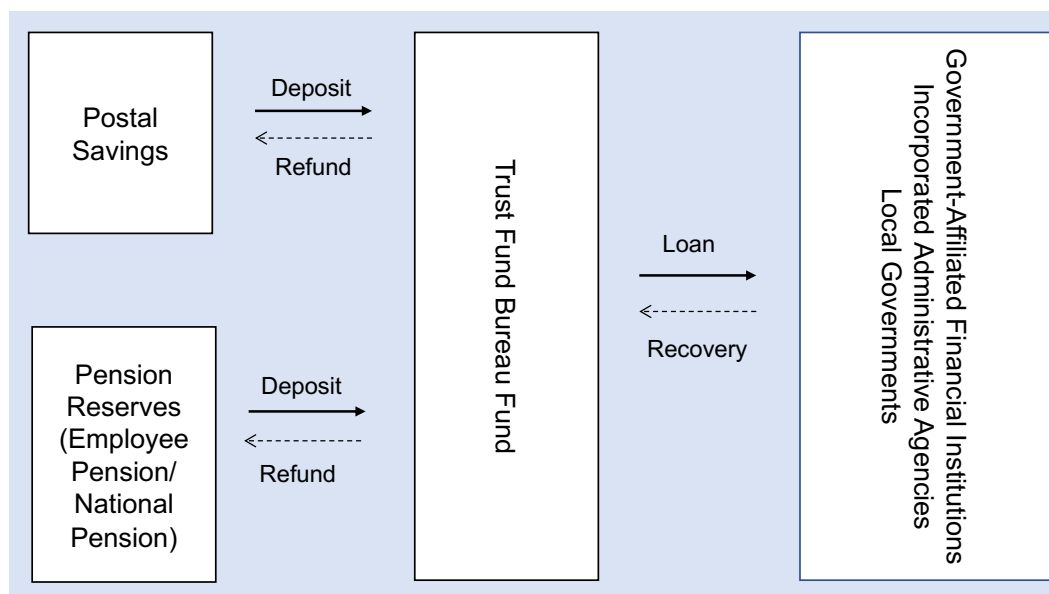 Postal
Savings
Deposit
Refund
Pension
Reserves
(Employee
Pension/
National
Pension)
Deposit
Refund
Trust Fund Bureau Fund
Loan
Recovery
Government-Affiliated Financial Institutions
Incorporated Administrative Agencies
Local Governments